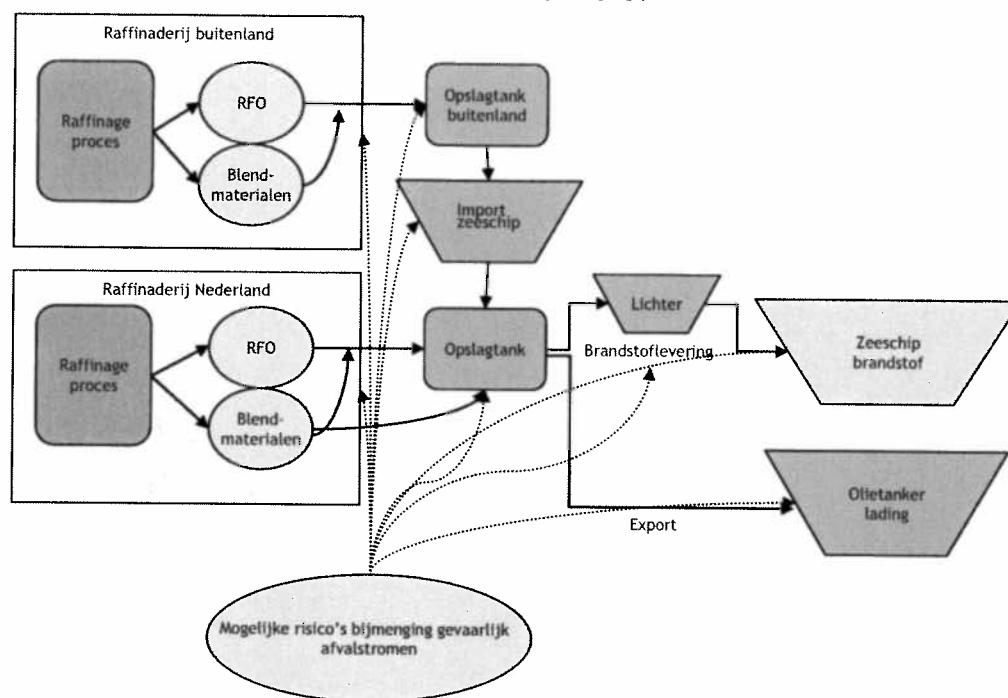 Raffinaderij buitenland
Raffinage
proces
RFO
Blend-
materialen
Opslagtank
buitenland
Import
zeeschip
Raffinaderij Nederland
Raffinage
proces
RFO
Blend-
materialen
Opslagtank
Lichter
Brandstoflevering
Zeeschip
brandstof
Olietanker
lading
Export
Mogelijke risico's bijmenging gevaarlijk
afvalstromen